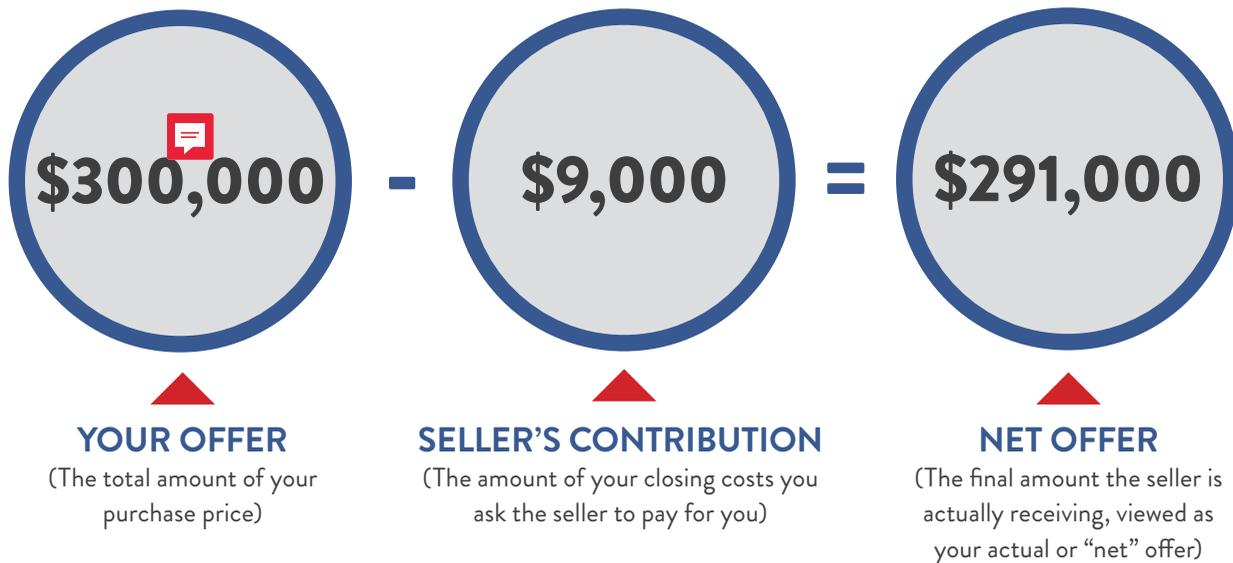 $300,000 - $9,000 = $291,000
YOUR OFFER
(The total amount of your
purchase price)
SELLER’S CONTRIBUTION
(The amount of your closing costs you
ask the seller to pay for you)
NET OFFER
(The final amount the seller is
actually receiving, viewed as
your actual or “net” offer)